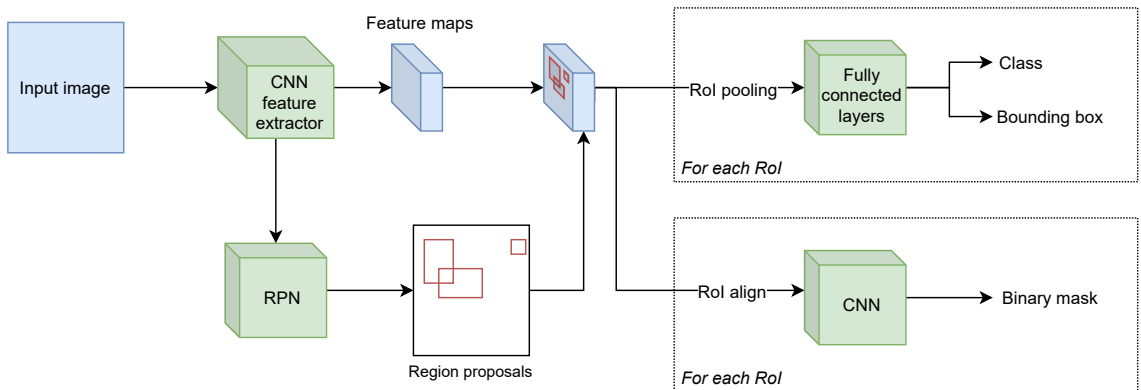 Feature maps
Input image
CNN
feature
extractor
RoI pooling
Fully
connected
layers
Class
Bounding box
For each RoI
RPN
Region proposals
RoI align
CNN
Binary mask
For each RoI